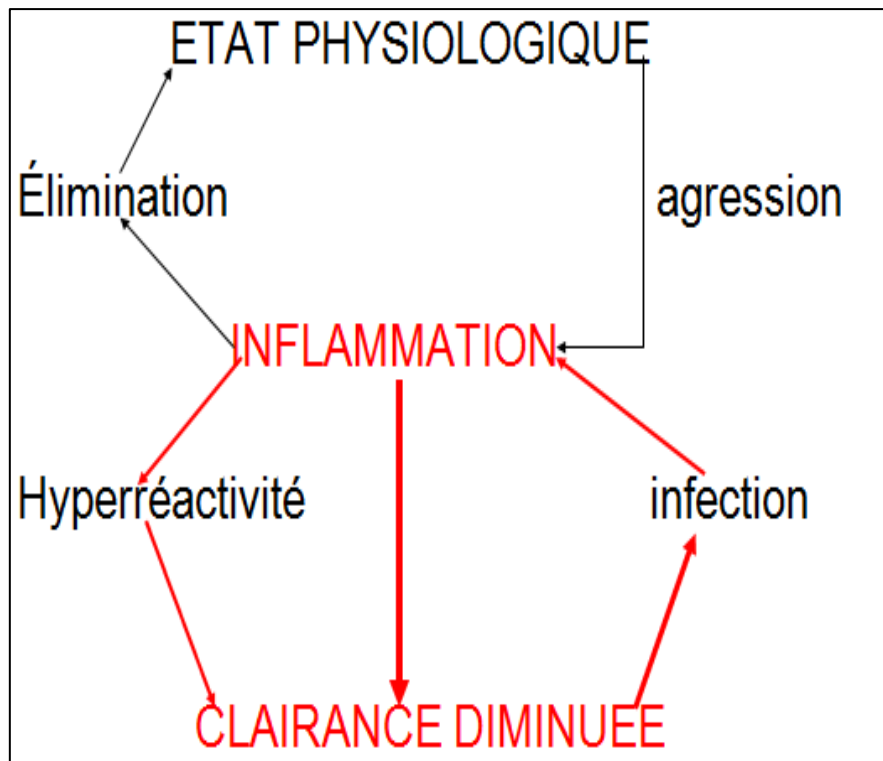 ETAT PHYSIOLOGIQUE
Élimination
agression
INFLAMMATION
Hyperréactivité
infection
CLAIRANCE DIMINUEE